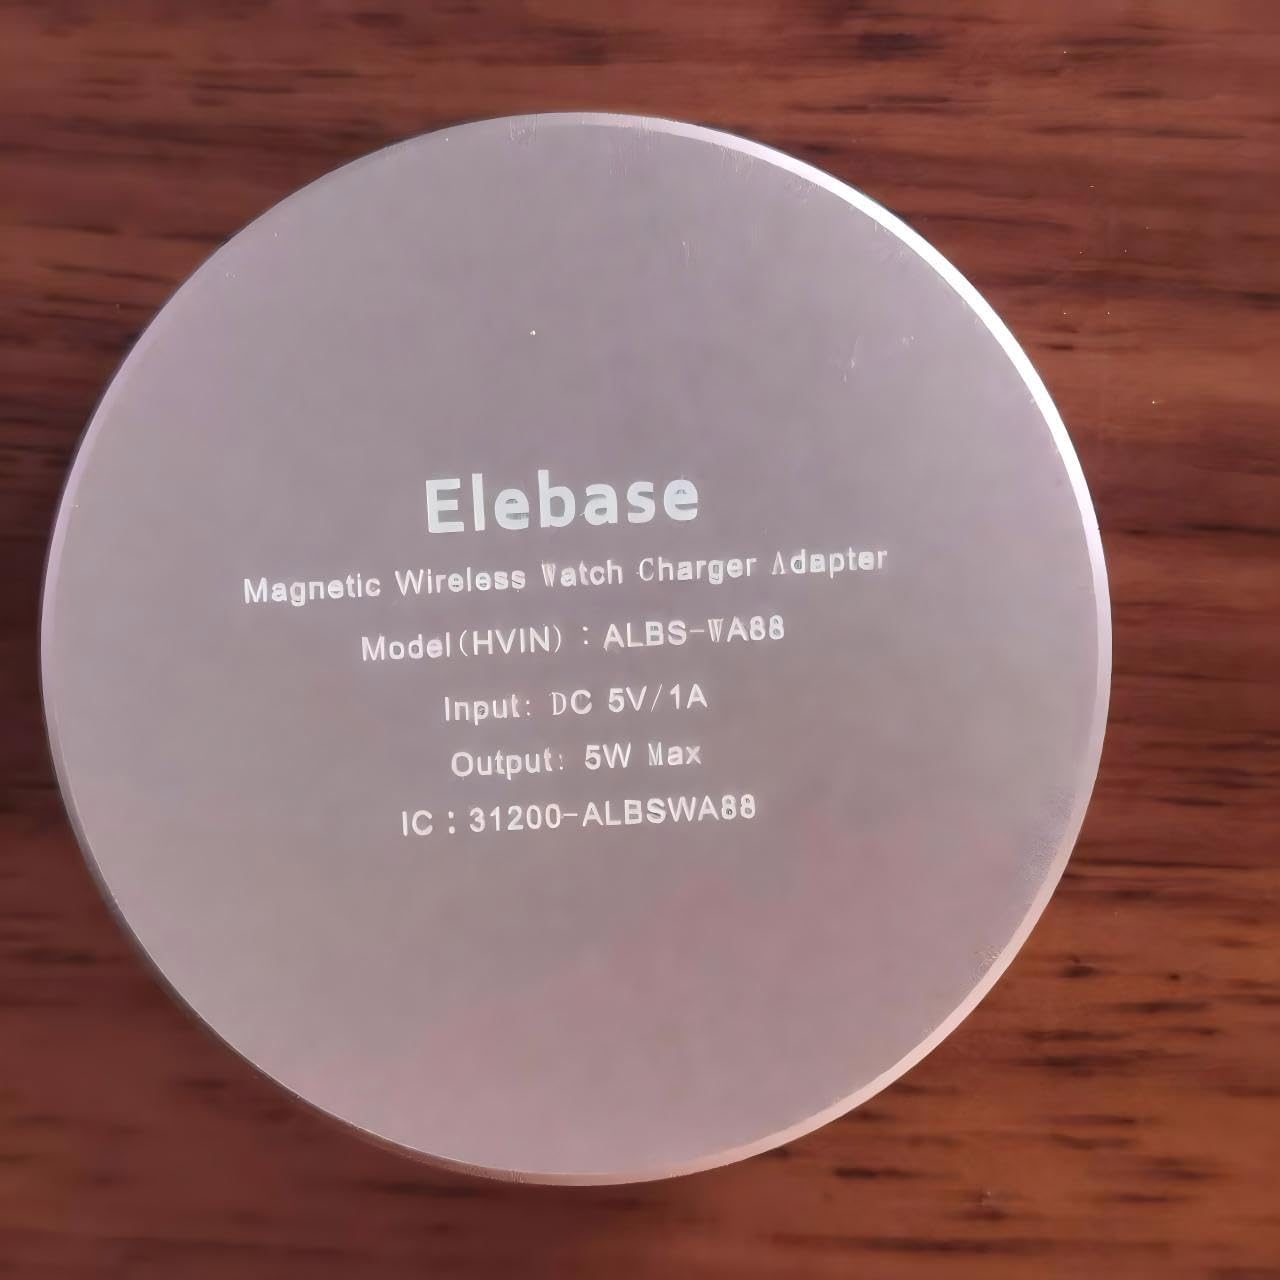 Elebase
Magnetic Wireless Watch Charger Adapter
Model(HVIN) : ALBS-WA88
Input: DC 5V/1A
Output: 5W Max
IC : 31200-ALBSWA88